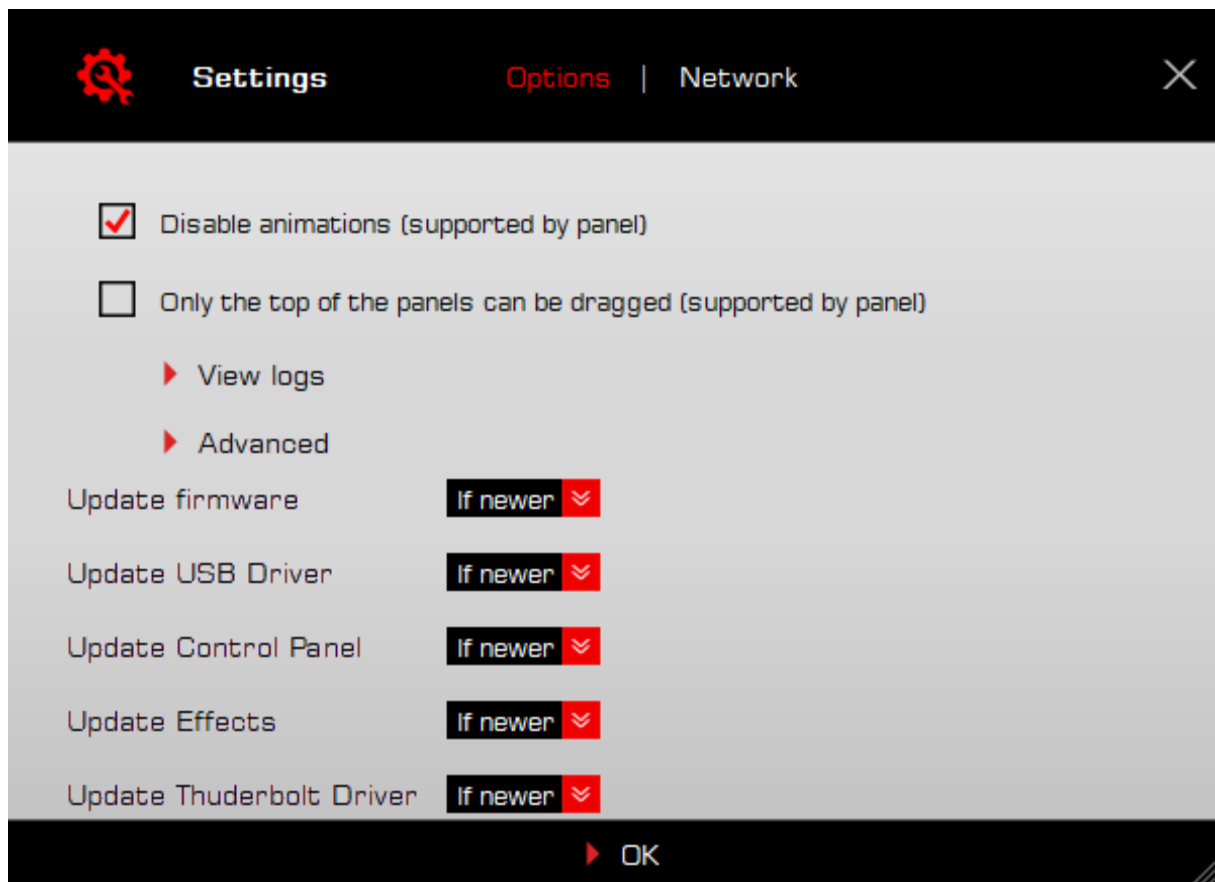 Settings Options | Network
Disable animations (supported by panel)
Only the top of the panels can be dragged (supported by panel)
View logs
Advanced
Update firmware If newer
Update USB Driver If newer
Update Control Panel If newer
Update Effects If newer
Update Thuderbolt Driver If newer
OK